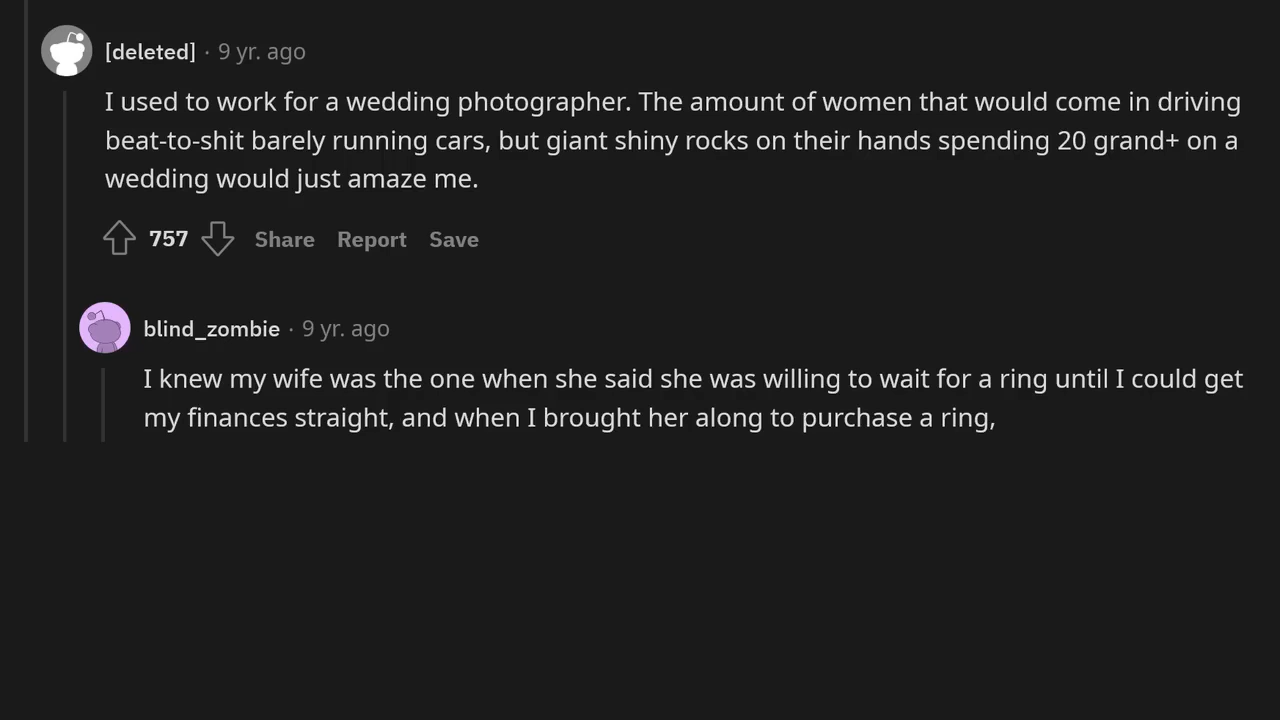 [deleted] · 9 yr. ago
I used to work for a wedding photographer. The amount of women that would come in driving
beat-to-shit barely running cars, but giant shiny rocks on their hands spending 20 grand+ on a
wedding would just amaze me.
757 Share Report Save
blind_zombie · 9 yr. ago
I knew my wife was the one when she said she was willing to wait for a ring until I could get
my finances straight, and when I brought her along to purchase a ring,